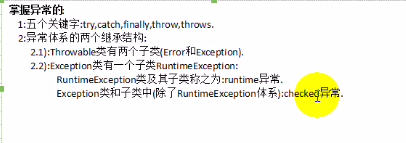 掌握异常的:
1:五个关键字:try,catch,finally,throw,throws.
2:异常体系的两个继承结构:
2.1):Throwable类有两个子类(Error和Exception).
2.2):Exception类有一个子类RuntimeException:
RuntimeException类及其子类称之为:runtime异常.
Exception类和子类中(除了RuntimeException体系):checked异常.